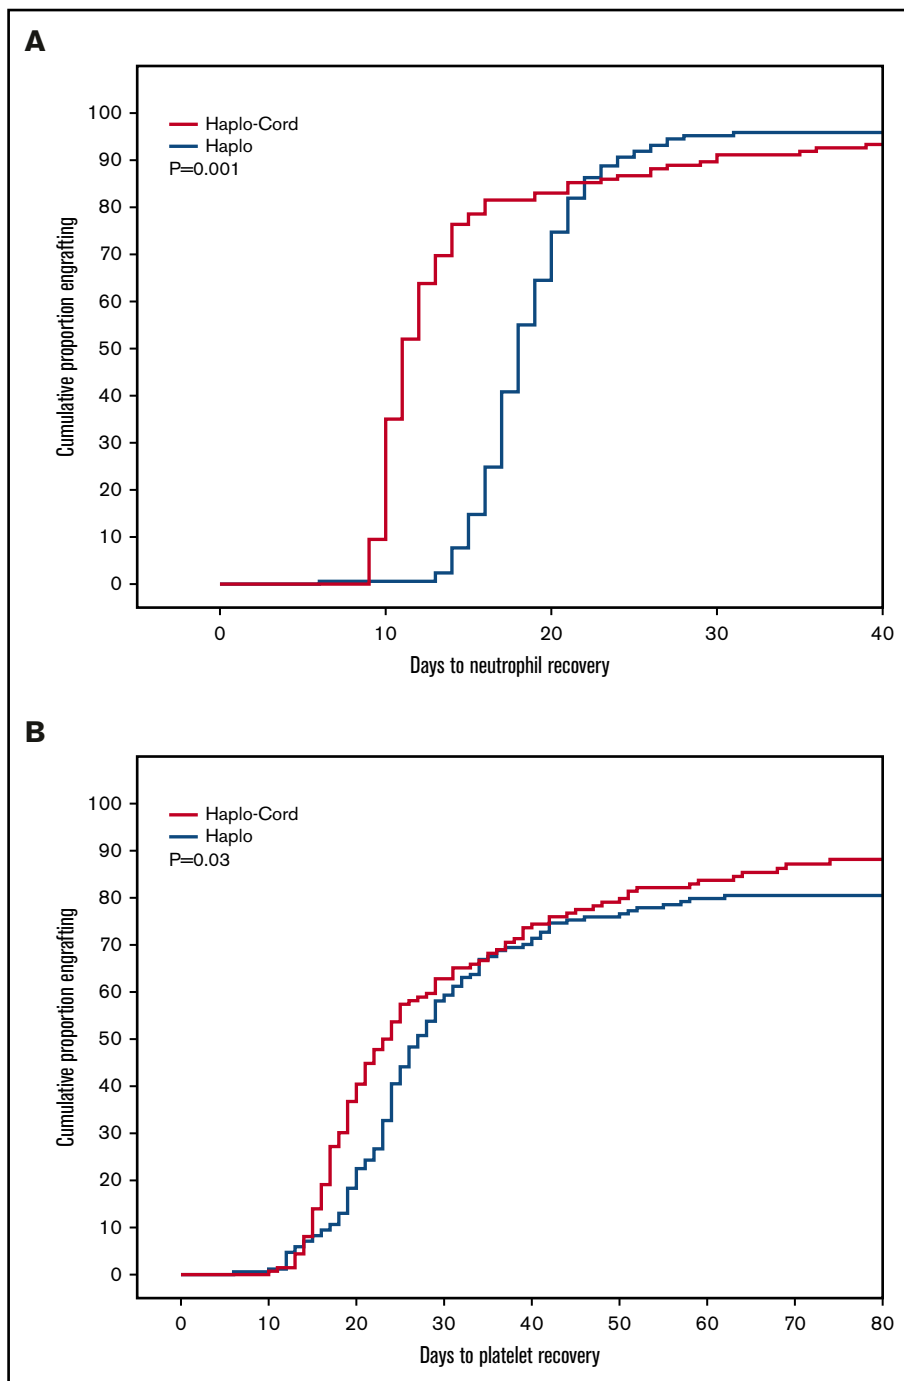 A
Haplo-Cord
Haplo
P=0.001
100
90
80
70
60
50
40
30
20
10
0
Cumulative proportion engrafting
0 10 20 30 40
Days to neutrophil recovery
B
Haplo-Cord
Haplo
P=0.03
100
90
80
70
60
50
40
30
20
10
0
Cumulative proportion engrafting
0 10 20 30 40 50 60 70 80
Days to platelet recovery